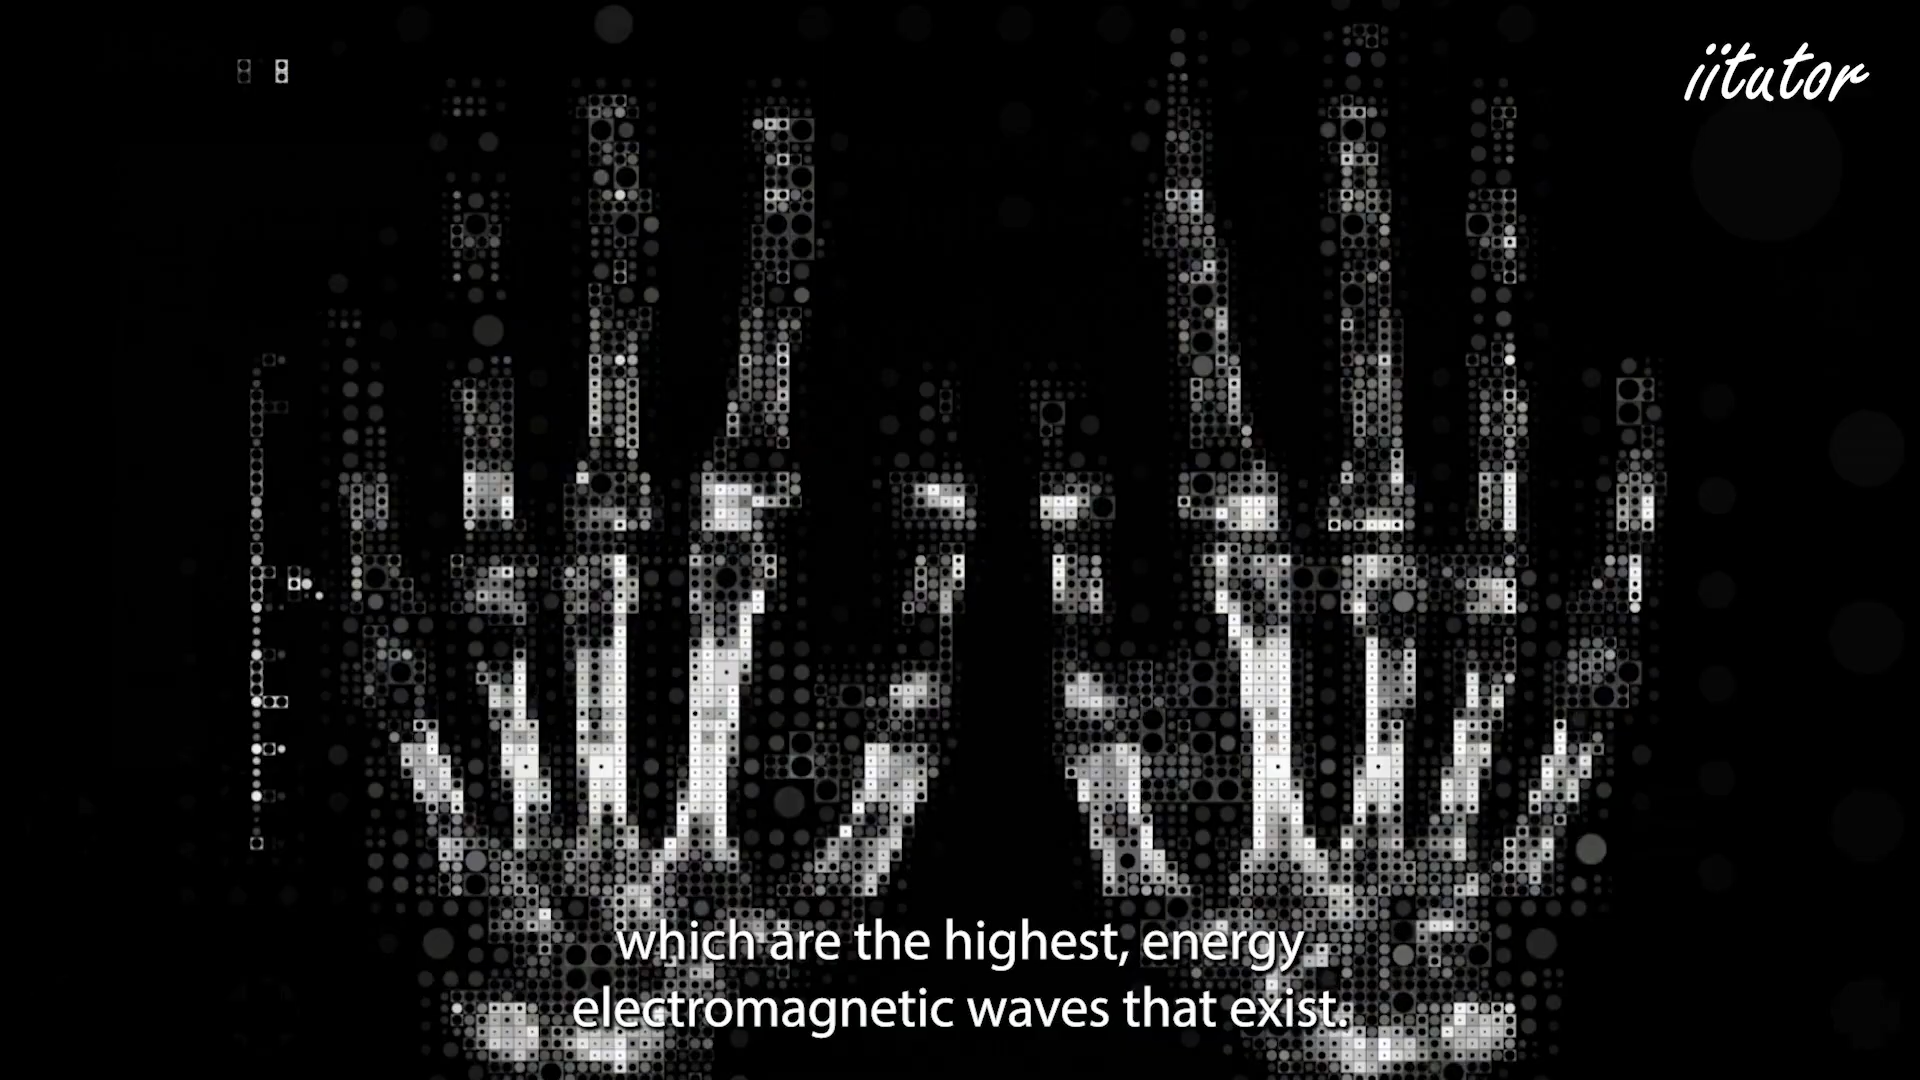 iitutor
which are the highest, energy
electromagnetic waves that exist.